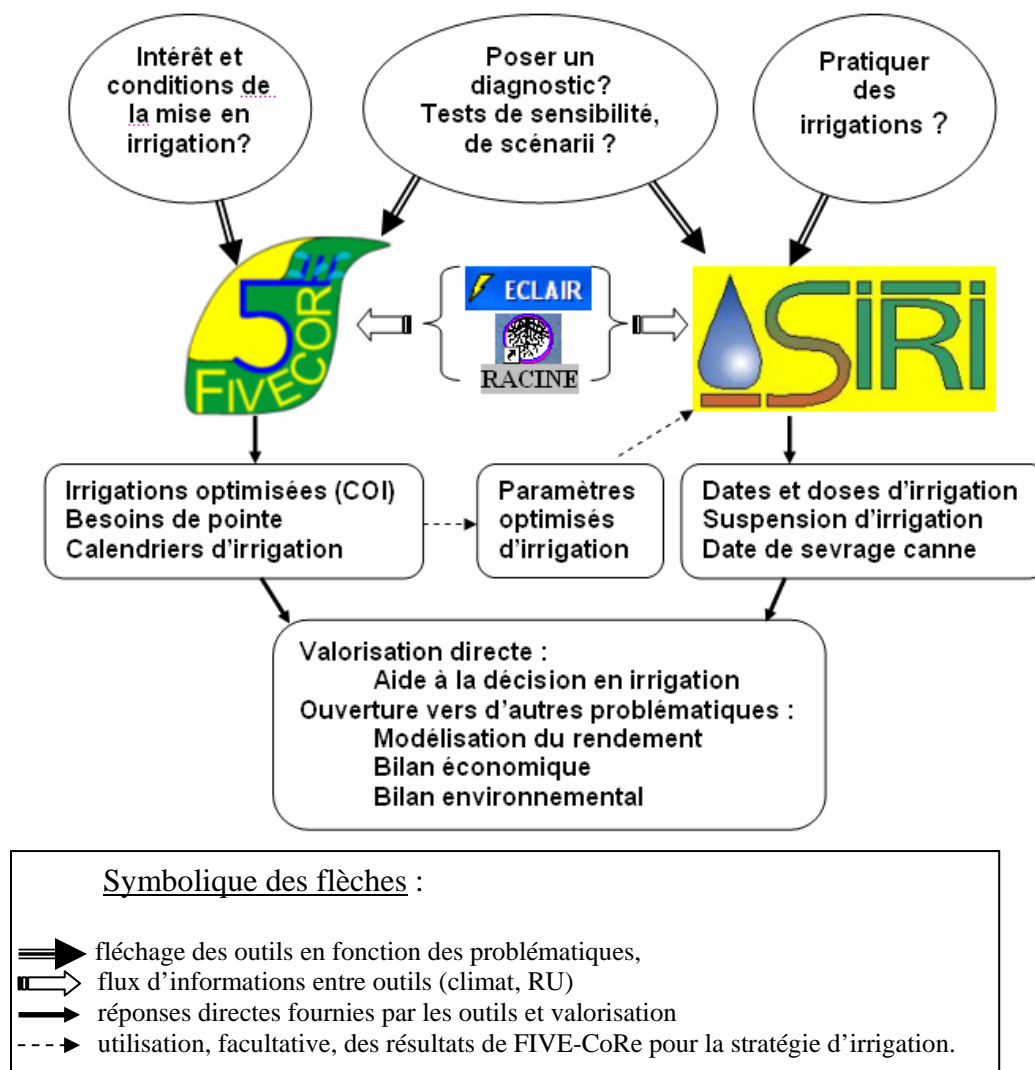 Intérêt et
conditions de
la mise en
irrigation?
Poser un
diagnostic?
Tests de sensibilité,
de scénarii ?
Pratiquer
des
irrigations ?
5
FIVECORE
ECLAIR
RACINE
SIRI
Irrigations optimisées (COI)
Besoins de pointe
Calendriers d'irrigation
Paramètres
optimisés
d'irrigation
Dates et doses d'irrigation
Suspension d'irrigation
Date de sevrage canne
Valorisation directe :
Aide à la décision en irrigation
Ouverture vers d'autres problématiques :
Modélisation du rendement
Bilan économique
Bilan environnemental
Symbolique des flèches :
fléchage des outils en fonction des problématiques,
flux d'informations entre outils (climat, RU)
réponses directes fournies par les outils et valorisation
utilisation, facultative, des résultats de FIVE-CoRe pour la stratégie d'irrigation.